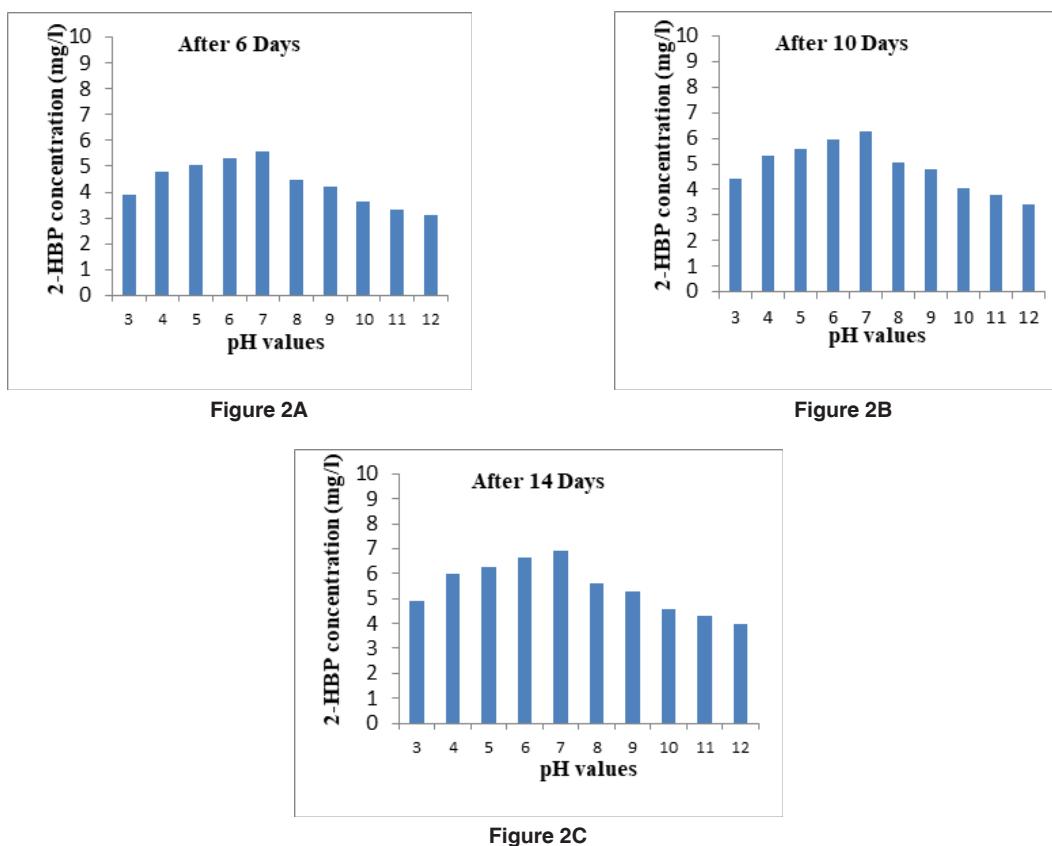 After 6 Days
2-HBP concentration (mg/l)
10
9
8
7
6
5
4
3
2
1
0
3 4 5 6 7 8 9 10 11 12
pH values
Figure 2A
After 10 Days
2-HBP concentration (mg/l)
10
9
8
7
6
5
4
3
2
1
0
3 4 5 6 7 8 9 10 11 12
pH values
Figure 2B
After 14 Days
2-HBP concentration (mg/l)
10
9
8
7
6
5
4
3
2
1
0
3 4 5 6 7 8 9 10 11 12
pH values
Figure 2C